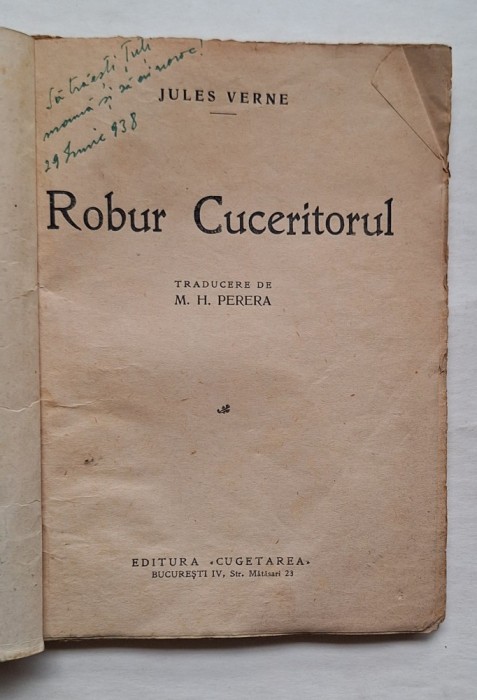 Să trăești Țuli
mamă și să ai noroc!
29 Iunie 938
JULES VERNE
Robur Cuceritorul
TRADUCERE DE
M. H. PERERA
EDITURA «CUGETAREA»
BUCUREȘTI IV, Str. Mătăsari 23